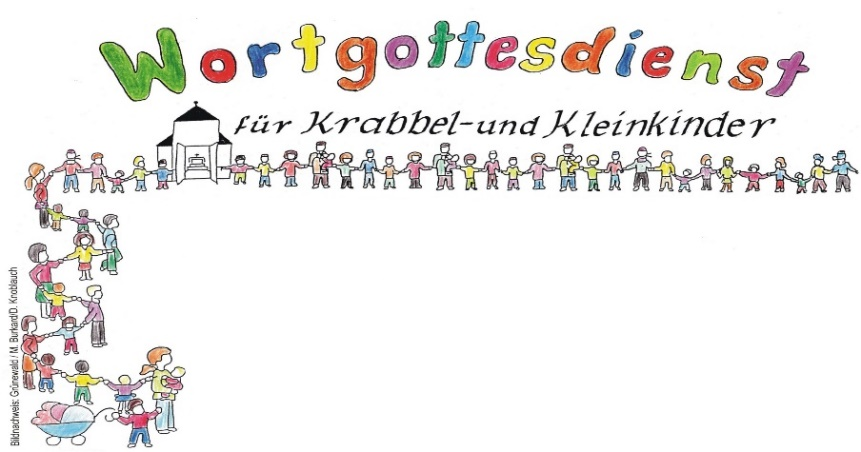 Wortgottesdienst
für Krabbel-und Kleinkinder
Bildnachweis: Grünewald / M. Burkard/D. Knoblauch